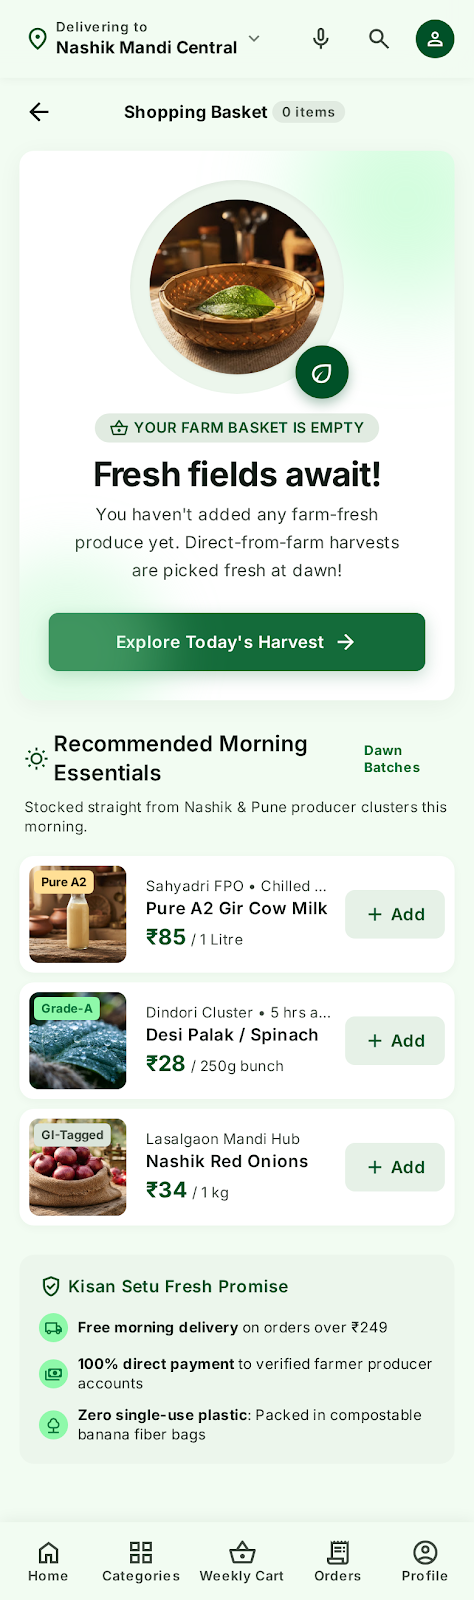 Delivering to
Nashik Mandi Central
Shopping Basket 0 items
YOUR FARM BASKET IS EMPTY
Fresh fields await!
You haven't added any farm-fresh
produce yet. Direct-from-farm harvests
are picked fresh at dawn!
Explore Today's Harvest
Recommended Morning
Essentials
Dawn
Batches
Stocked straight from Nashik & Pune producer clusters this
morning.
Pure A2
Sahyadri FPO • Chilled ...
Pure A2 Gir Cow Milk
₹85 / 1 Litre
Add
Grade-A
Dindori Cluster • 5 hrs a...
Desi Palak / Spinach
₹28 / 250g bunch
Add
GI-Tagged
Lasalgaon Mandi Hub
Nashik Red Onions
₹34 / 1 kg
Add
Kisan Setu Fresh Promise
Free morning delivery on orders over ₹249
100% direct payment to verified farmer producer
accounts
Zero single-use plastic: Packed in compostable
banana fiber bags
Home
Categories
Weekly Cart
Orders
Profile